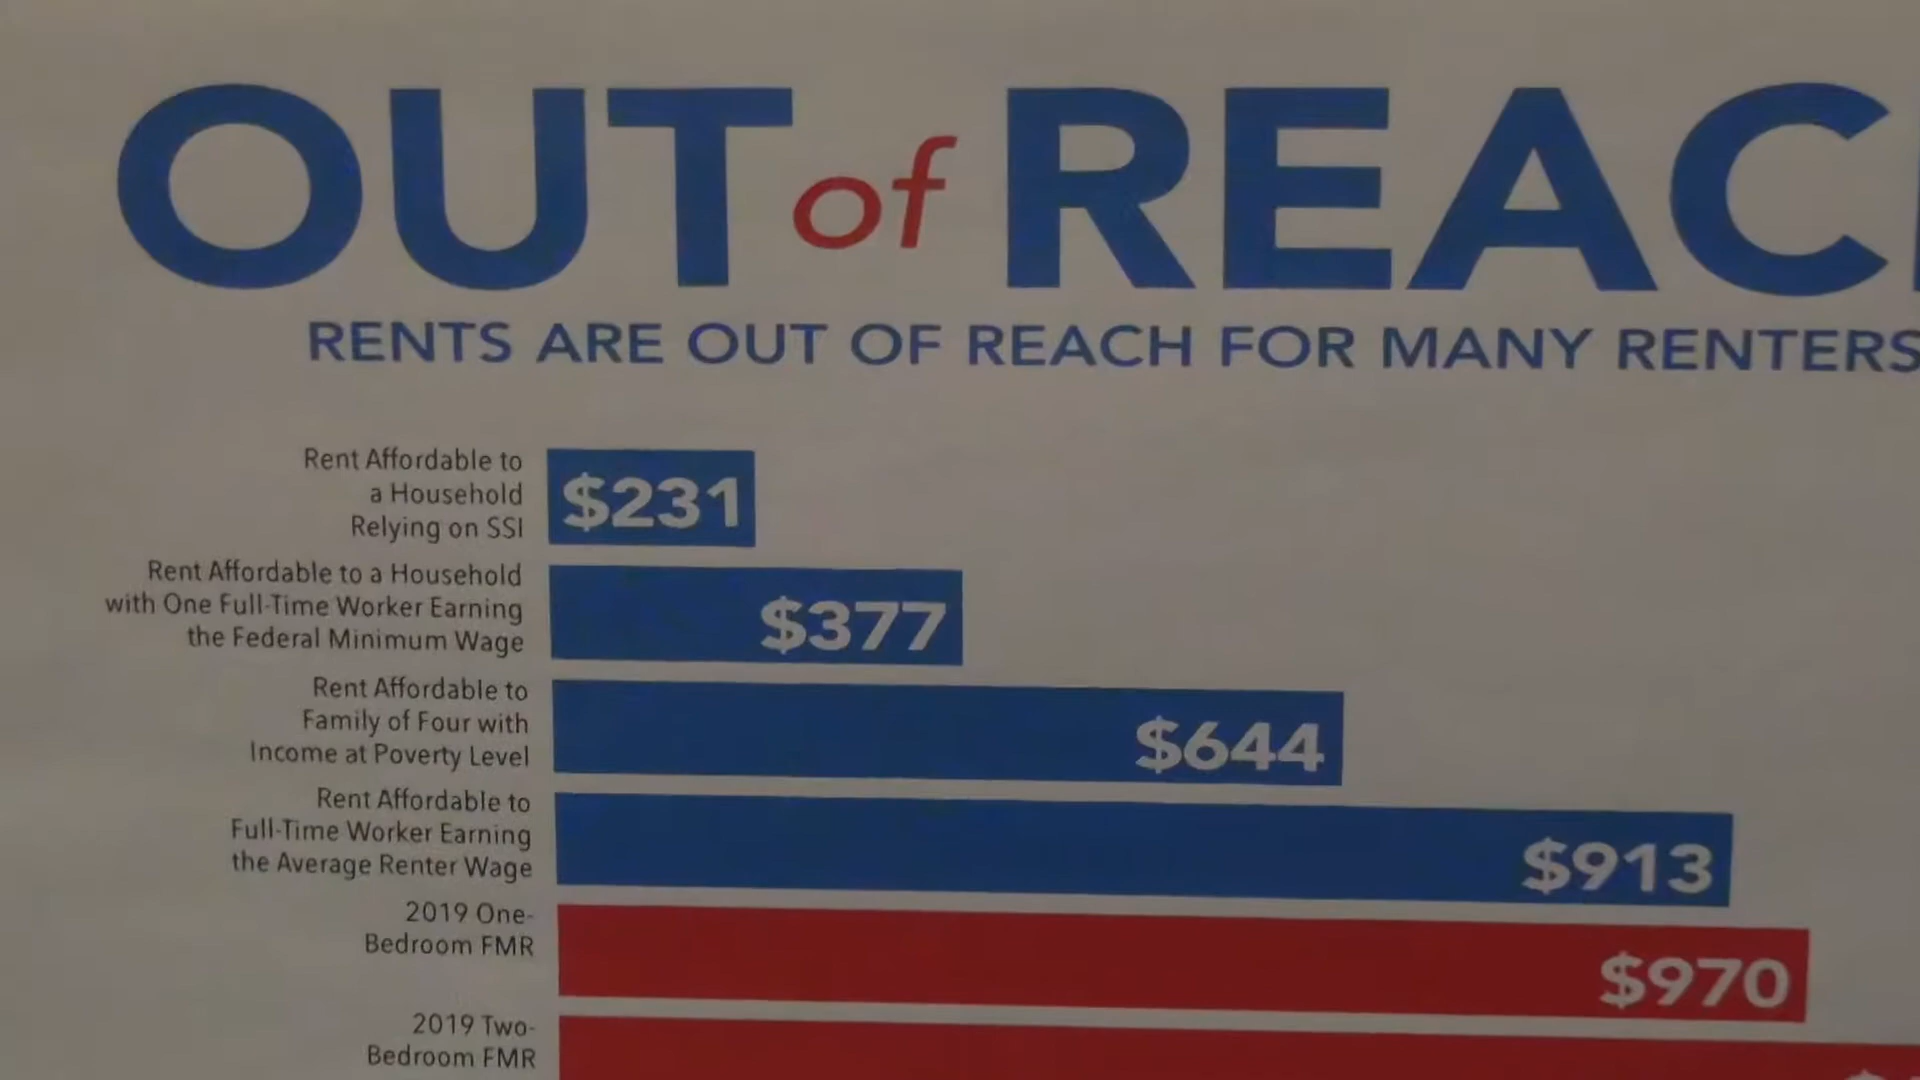 OUT of REAC
RENTS ARE OUT OF REACH FOR MANY RENTERS
Rent Affordable to
a Household
Relying on SSI
$231
Rent Affordable to a Household
with One Full-Time Worker Earning
the Federal Minimum Wage
$377
Rent Affordable to
Family of Four with
Income at Poverty Level
$644
Rent Affordable to
Full-Time Worker Earning
the Average Renter Wage
$913
2019 One-
Bedroom FMR
$970
2019 Two-
Bedroom FMR